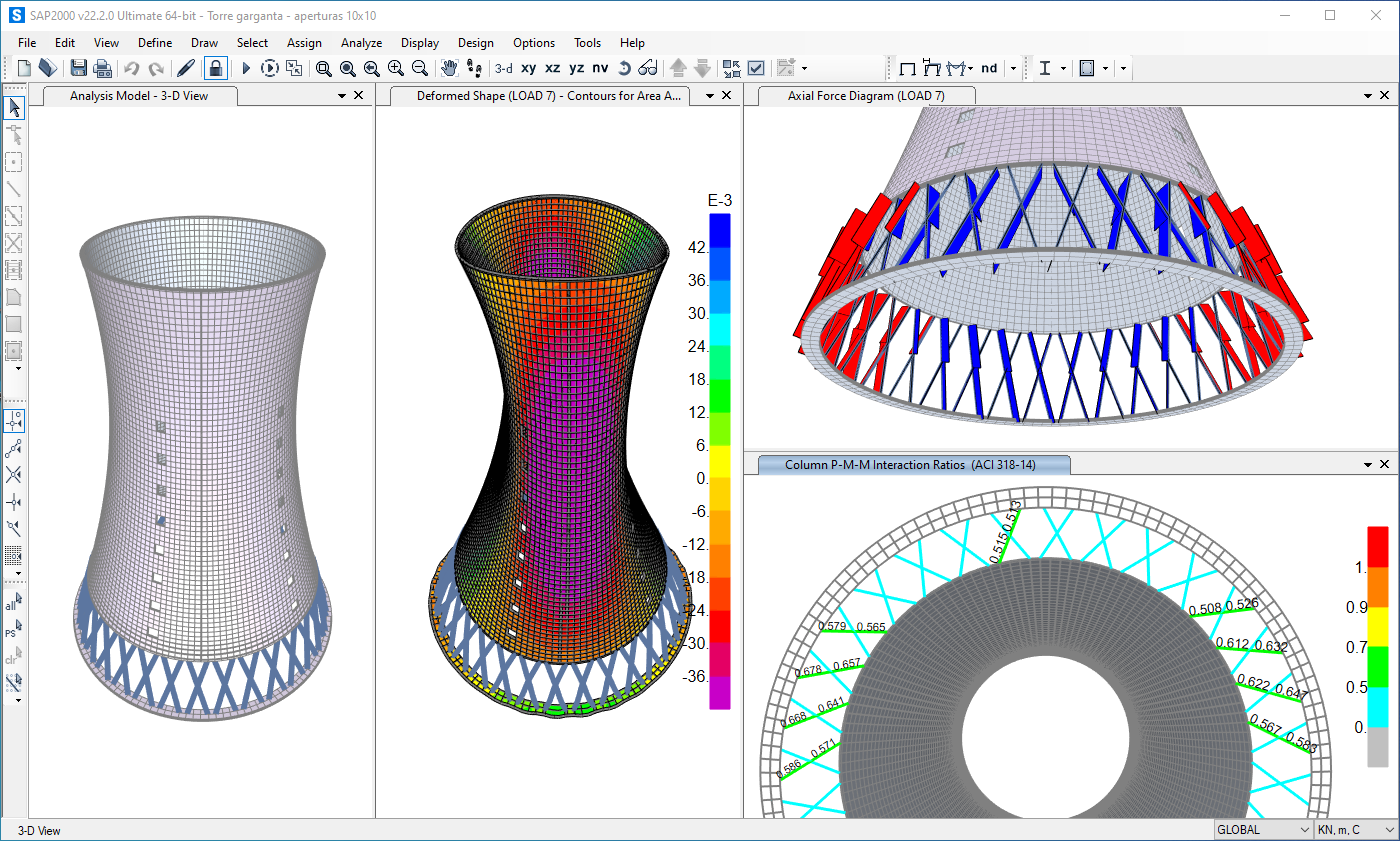 SAP2000 v22.2.0 Ultimate 64-bit - Torre garganta - aperturas 10x10
File Edit View Define Draw Select Assign Analyze Display Design Options Tools Help
3-d xy xz yz nv nd
all
PS
clr
Analysis Model - 3-D View
Deformed Shape (LOAD 7) - Contours for Area A...
E-3
42.
36.
30.
24.
18.
12.
6.
0.
-6.
-12.
-18.
-24.
-30.
-36.
Axial Force Diagram (LOAD 7)
Column P-M-M Interaction Ratios (ACI 318-14)
0.515 0.513
0.508 0.526
0.579 0.565
0.612 0.632
0.678 0.657
0.622 0.647
0.668 0.641
0.567 0.583
0.586 0.571
1.
0.9
0.7
0.5
0.
3-D View
GLOBAL
KN, m, C